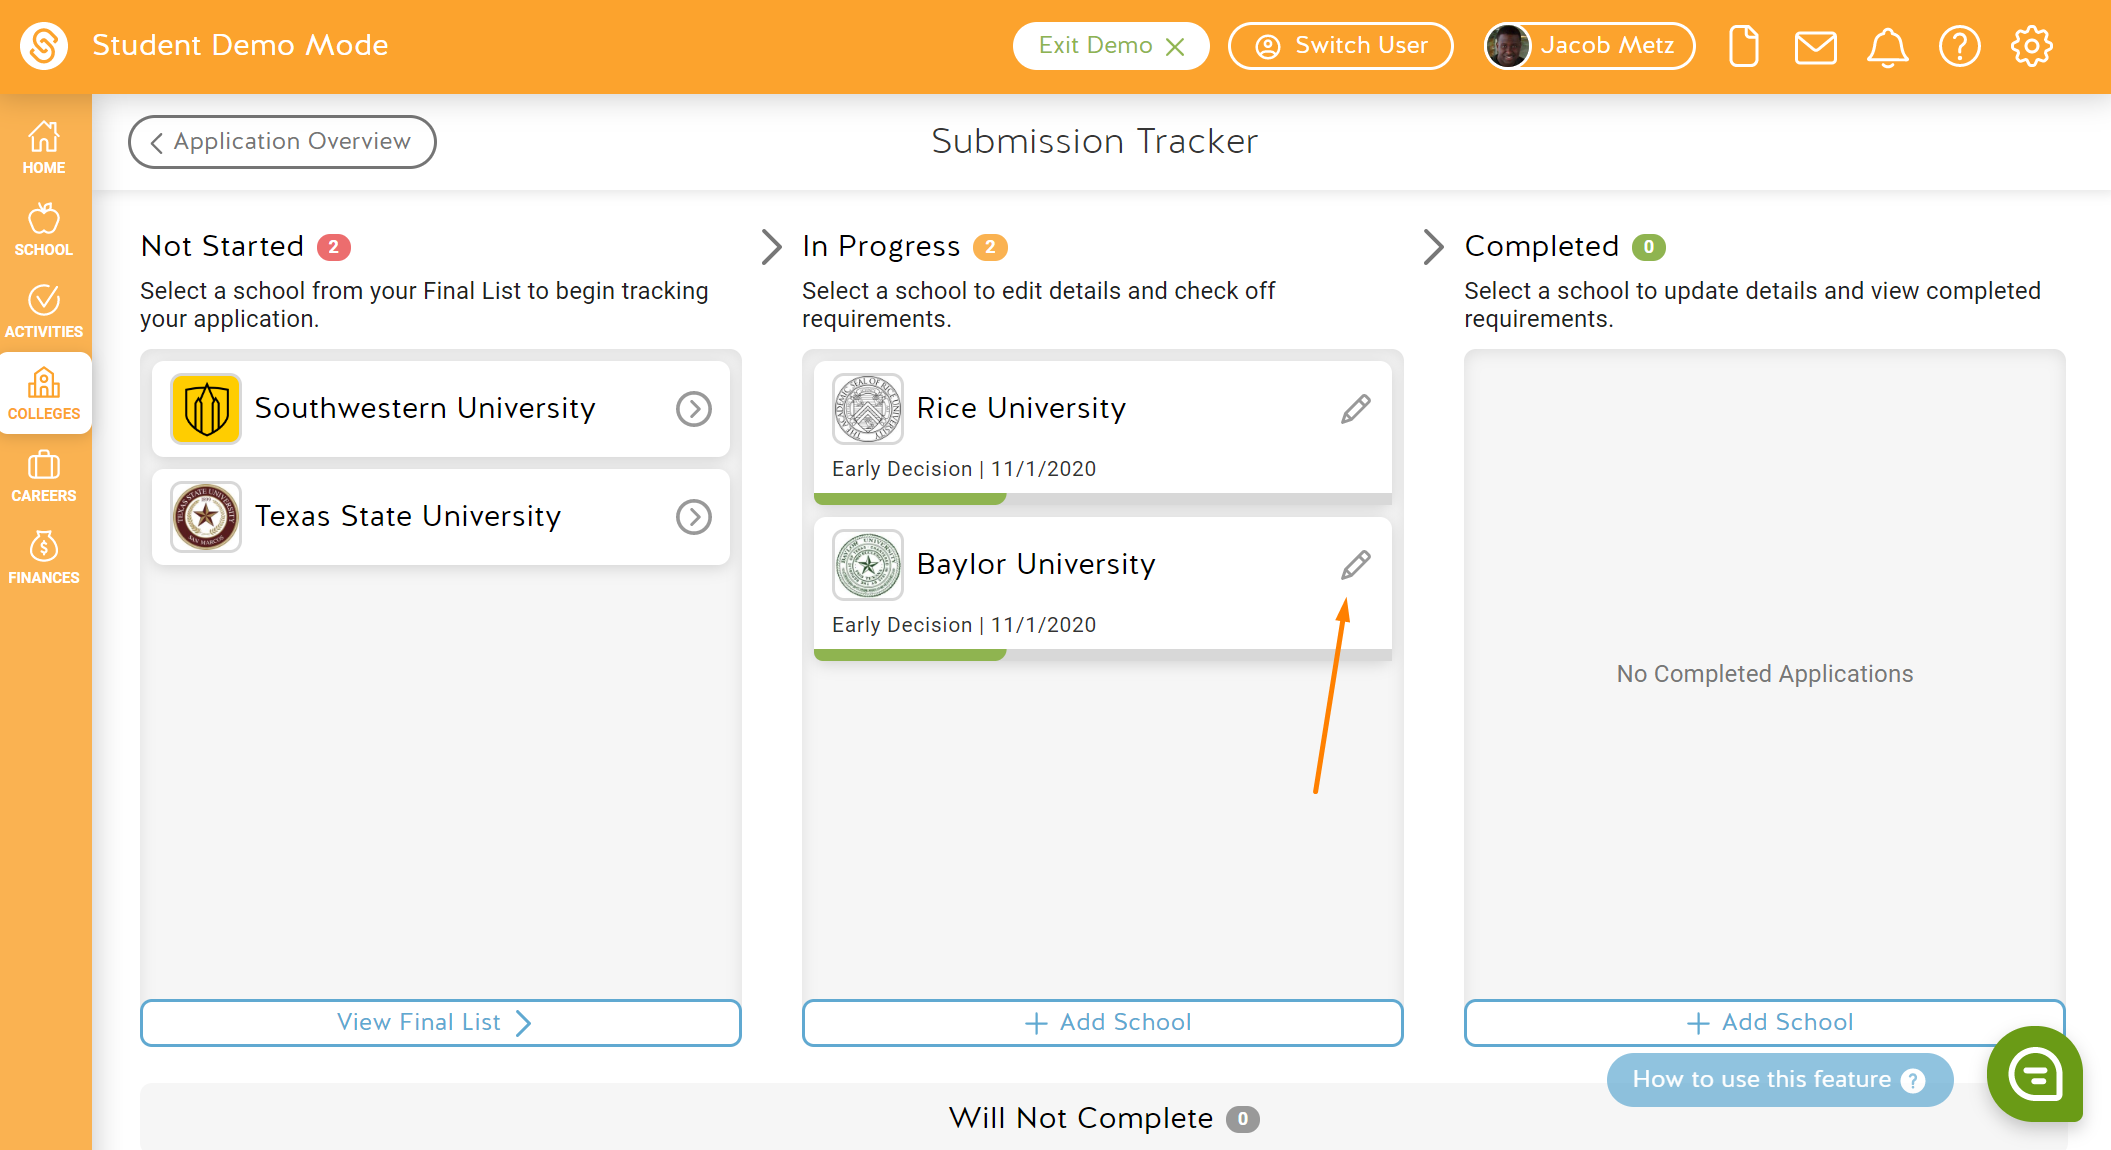 Student Demo Mode
Exit Demo
Switch User
Jacob Metz
HOME
SCHOOL
ACTIVITIES
COLLEGES
CAREERS
FINANCES
Application Overview
Submission Tracker
Not Started 2
Select a school from your Final List to begin tracking
your application.
Southwestern University
Texas State University
View Final List
In Progress 2
Select a school to edit details and check off
requirements.
Rice University
Early Decision | 11/1/2020
Baylor University
Early Decision | 11/1/2020
+ Add School
Completed 0
Select a school to update details and view completed
requirements.
No Completed Applications
+ Add School
How to use this feature ?
Will Not Complete 0